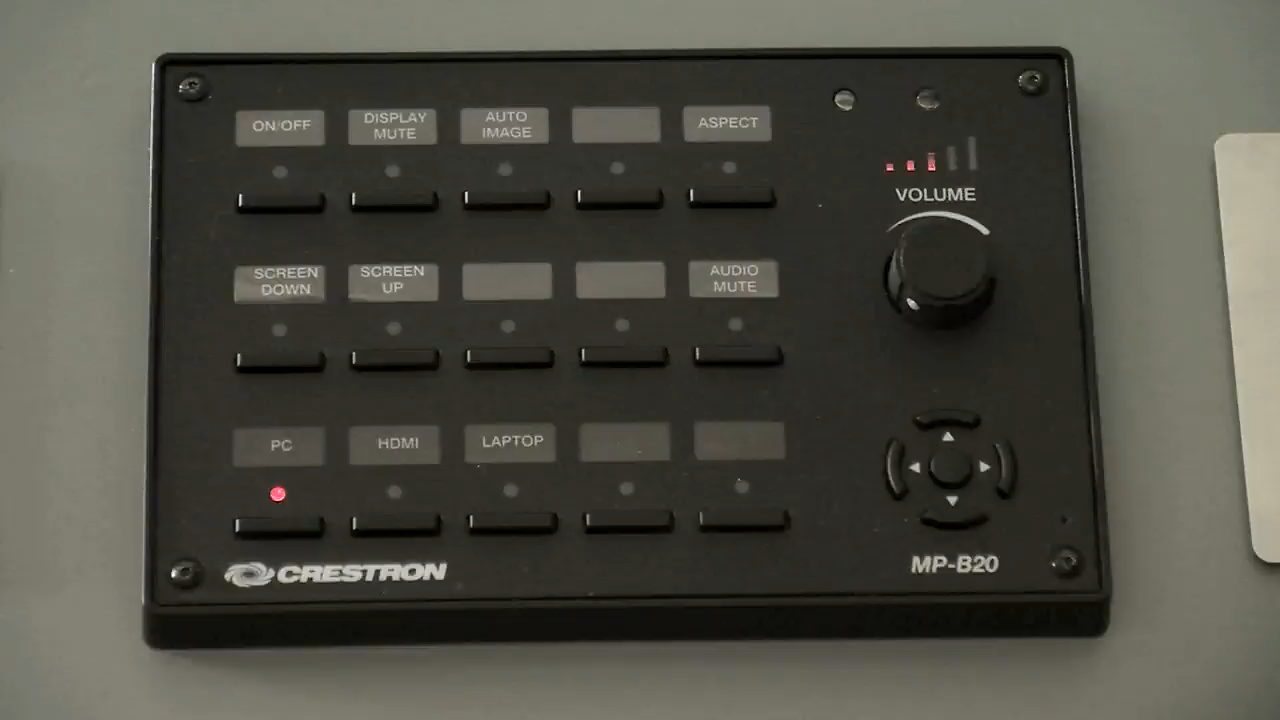 ON/OFF
DISPLAY
MUTE
AUTO
IMAGE
ASPECT
VOLUME
SCREEN
DOWN
SCREEN
UP
AUDIO
MUTE
PC
HDMI
LAPTOP
CRESTRON
MP-B20